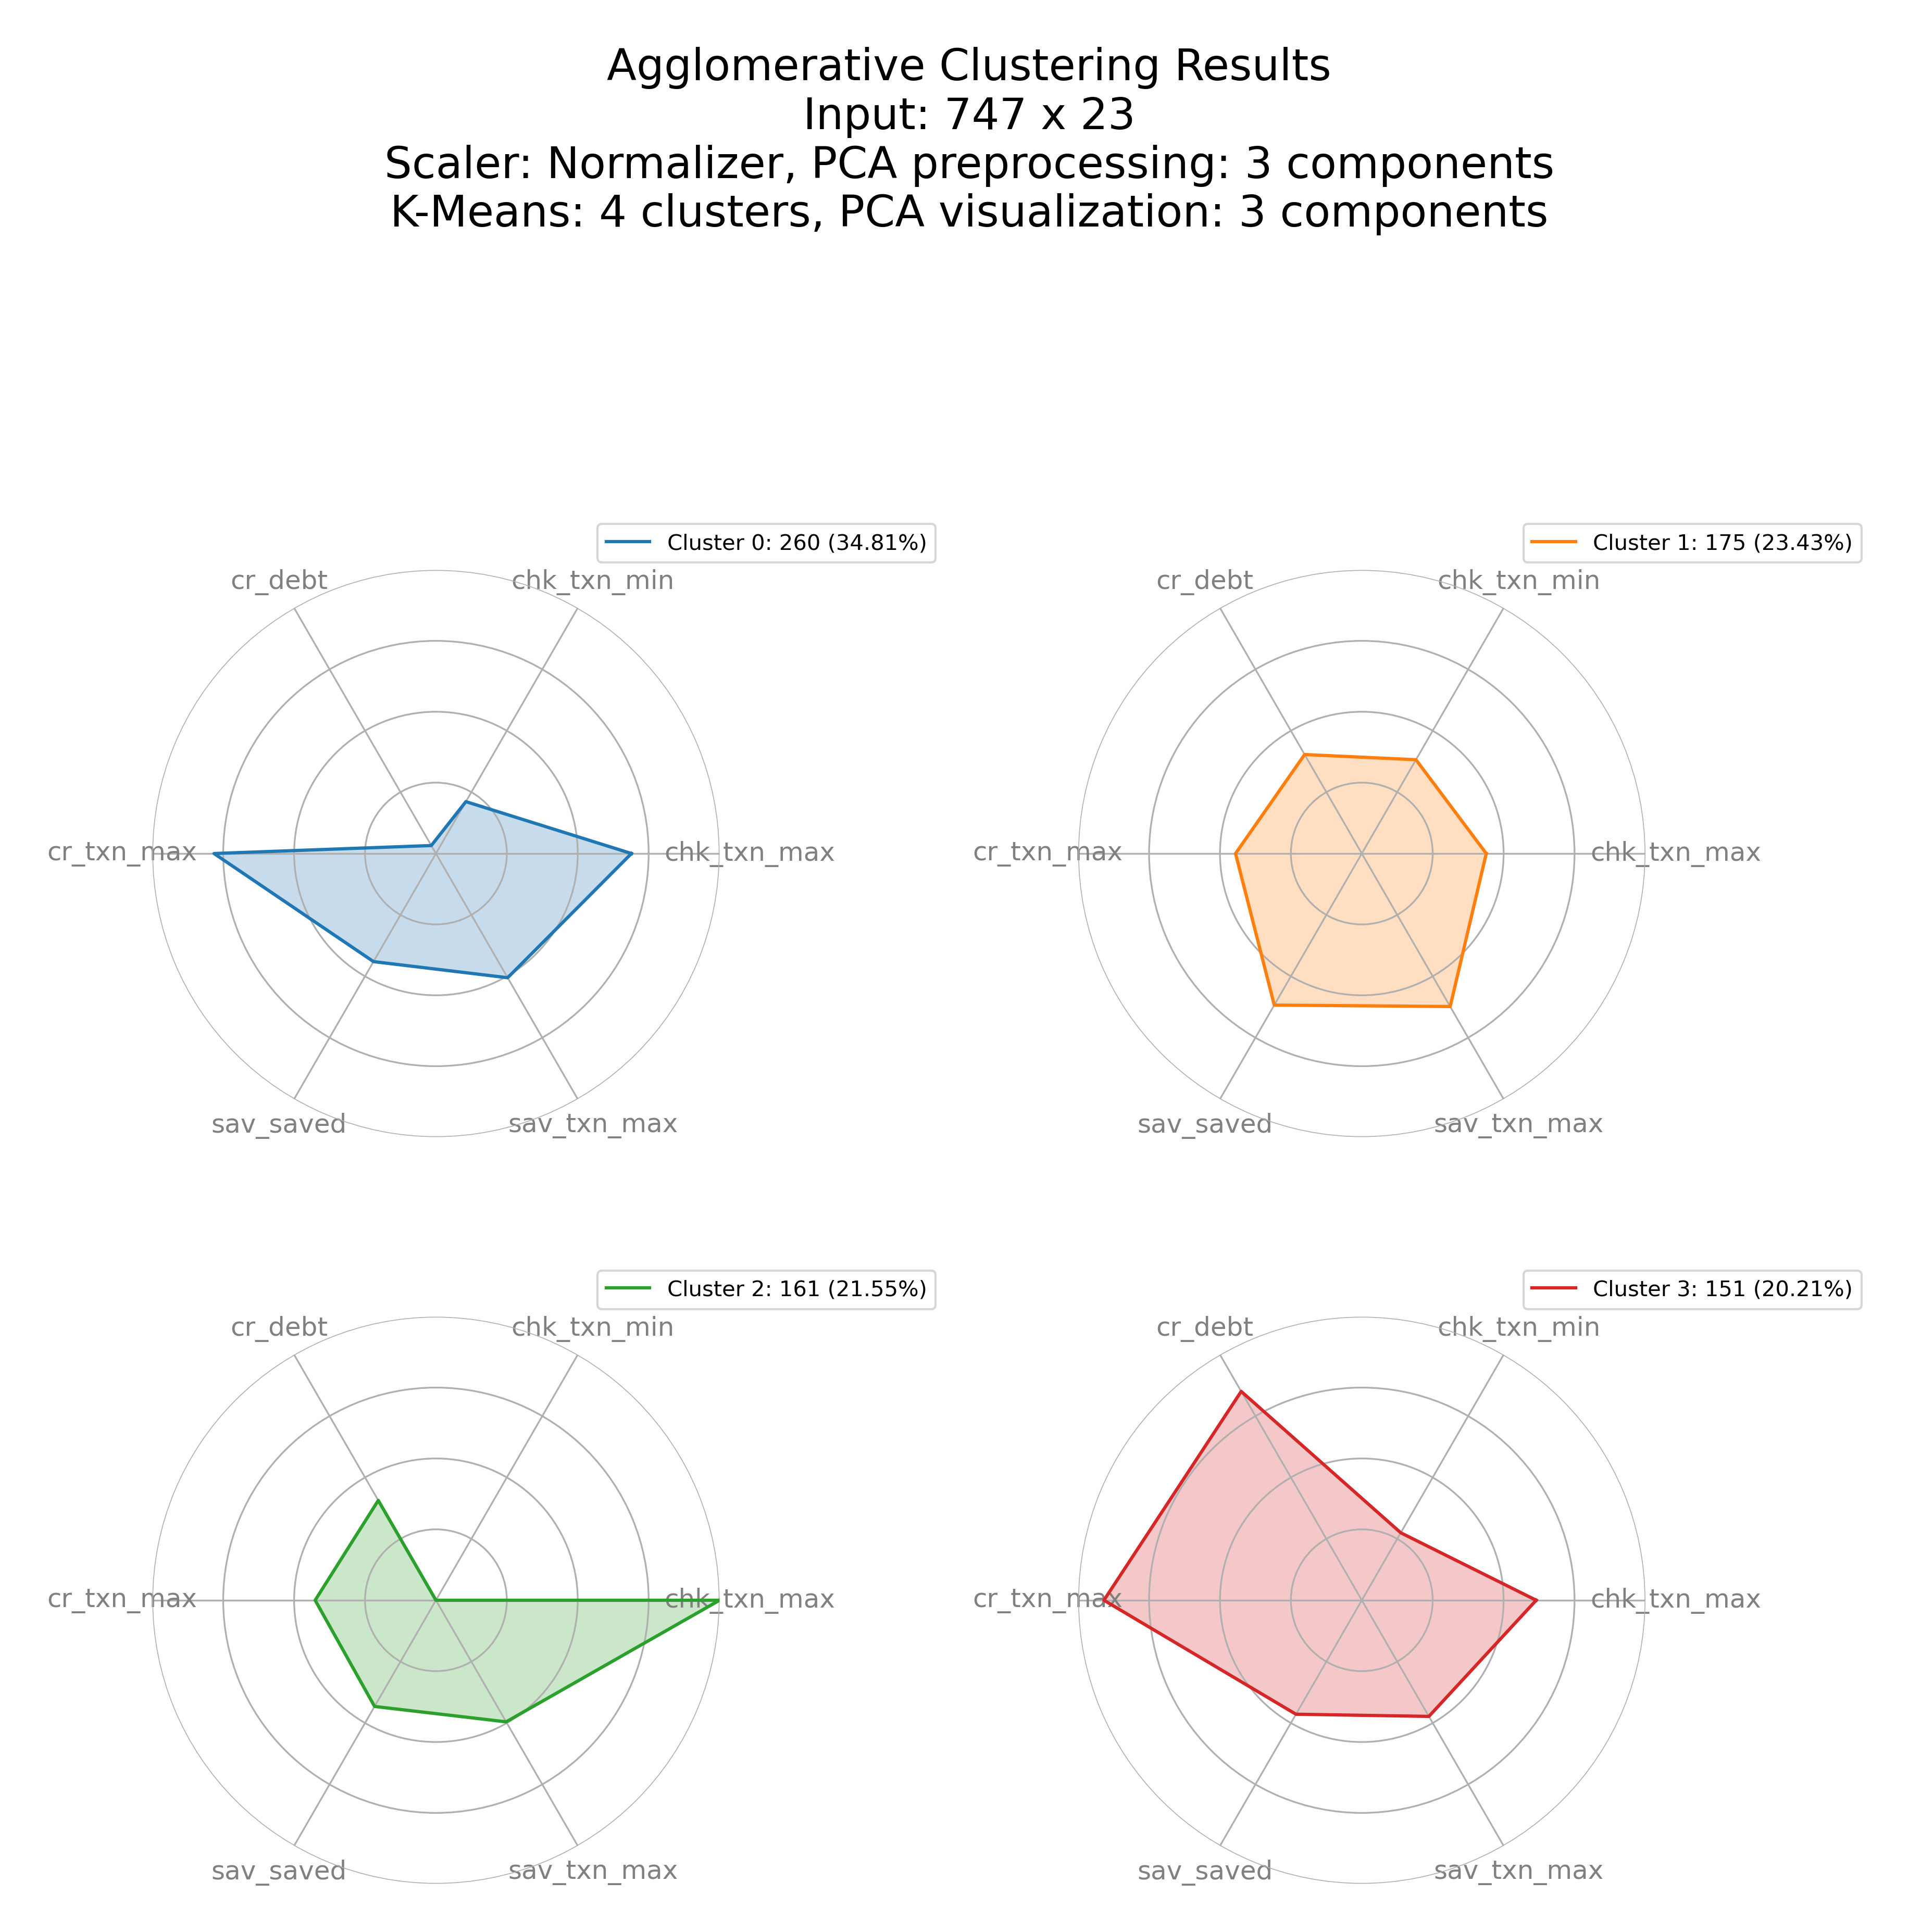 Agglomerative Clustering Results
Input: 747 x 23
Scaler: Normalizer, PCA preprocessing: 3 components
K-Means: 4 clusters, PCA visualization: 3 components
Cluster 0: 260 (34.81%)
cr_debt
chk_txn_min
cr_txn_max
chk_txn_max
sav_saved
sav_txn_max
Cluster 1: 175 (23.43%)
cr_debt
chk_txn_min
cr_txn_max
chk_txn_max
sav_saved
sav_txn_max
Cluster 2: 161 (21.55%)
cr_debt
chk_txn_min
cr_txn_max
chk_txn_max
sav_saved
sav_txn_max
Cluster 3: 151 (20.21%)
cr_debt
chk_txn_min
cr_txn_max
chk_txn_max
sav_saved
sav_txn_max